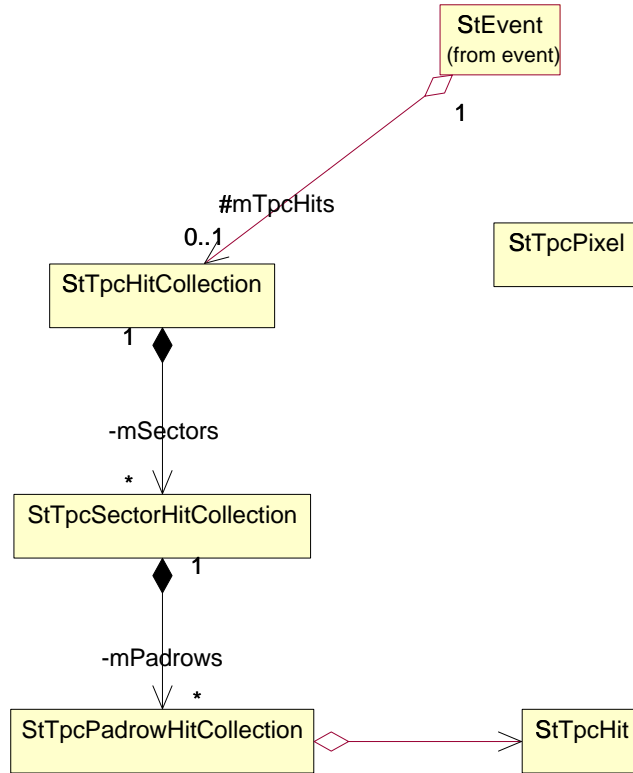 StEvent
(from event)
1
#mTpcHits
0..1
StTpcPixel
StTpcHitCollection
1
-mSectors
*
StTpcSectorHitCollection
1
-mPadrows
*
StTpcPadrowHitCollection
StTpcHit